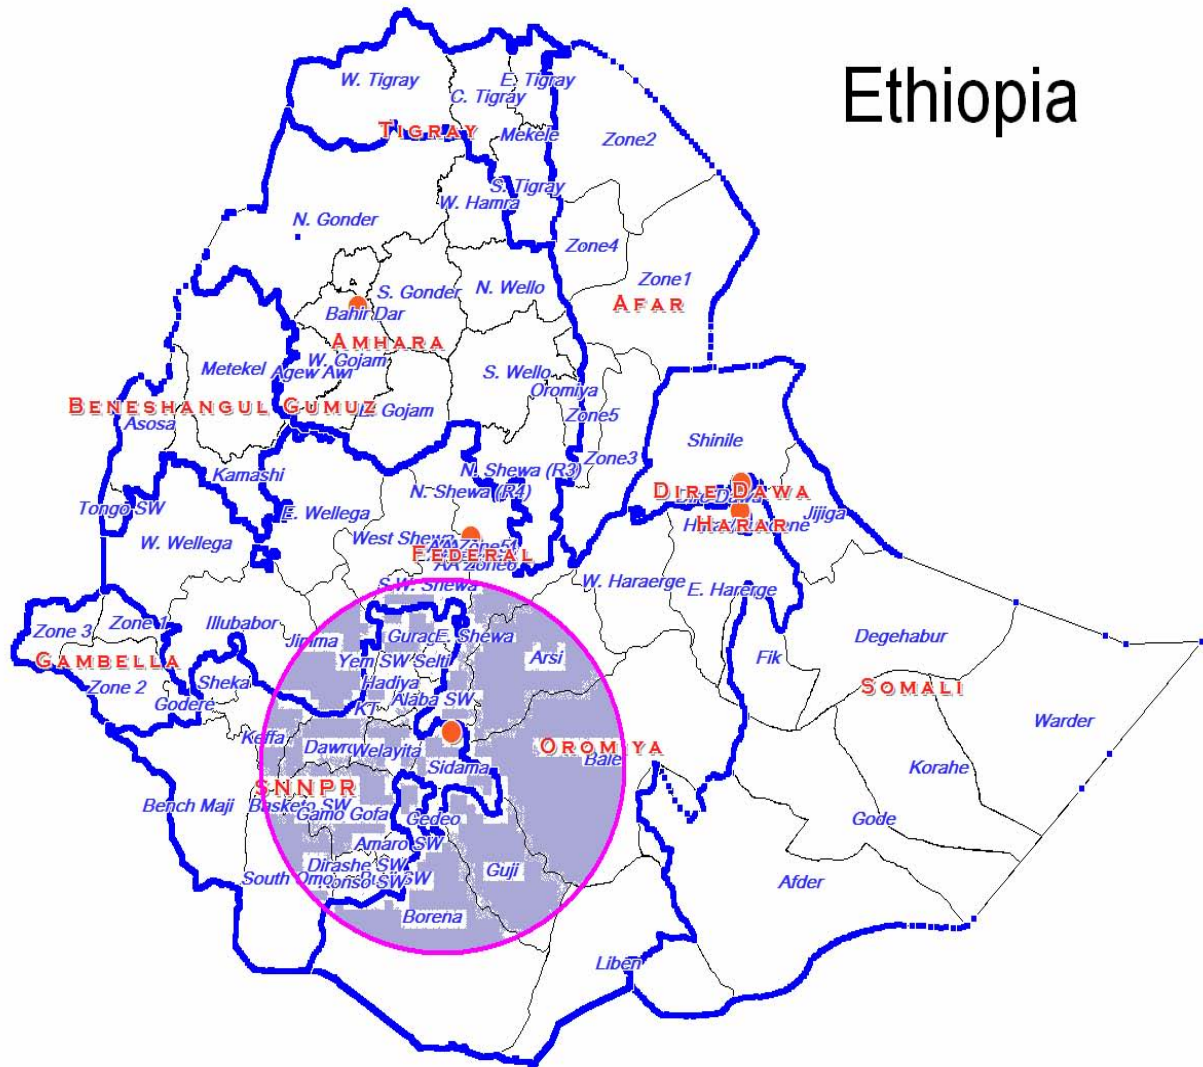 Ethiopia
W. Tigray
C. Tigray
E. Tigray
TIGRAY
Mekele
Zone2
S. Tigray
W. Hamra
N. Gonder
Zone4
Zone1
S. Gonder
N. Wello
AFAR
Bahir Dar
AMHARA
W. Gojam
Agew Awi
Metekel
S. Wello
Oromiya
BENESHANGUL GUMUZ
E. Gojam
Zone5
Asosa
Shinile
Zone3
Kamashi
N. Shewa (R3)
N. Shewa (R4)
DIRE DAWA
Tongo SW
E. Wellega
Jijiga
HARAR
West Shewa
W. Wellega
FEDERAL
AA Zone6
S.W. Shewa
W. Haraerge
E. Harerge
Zone 3
Zone 1
Illubabor
Jimma
E. Shewa
Degehabur
GAMBELLA
Yem SW
Selti
Arsi
Fik
Zone 2
Sheka
Hadiya
SOMALI
Godere
Alaba SW
KT
Warder
Keffa
Dawro
Welayita
OROMIYA
Bale
Sidama
Korahe
SNNPR
Bench Maji
Basketo SW
Gamo Gofa
Gedeo
Gode
Amaro SW
Dirashe SW
Guji
Afder
South Omo
Konso SW
Borena
Liben